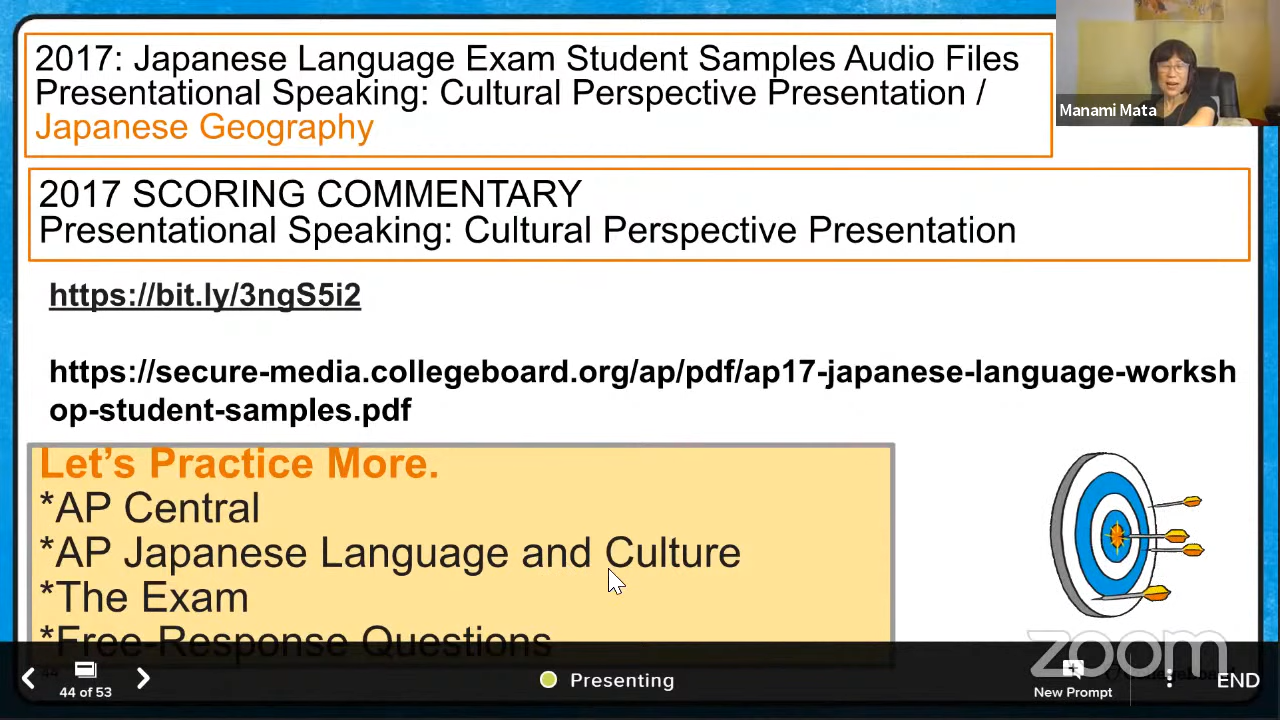 2017: Japanese Language Exam Student Samples Audio Files
Presentational Speaking: Cultural Perspective Presentation /
Japanese Geography
Manami Mata
2017 SCORING COMMENTARY
Presentational Speaking: Cultural Perspective Presentation
https://bit.ly/3ngS5i2
https://secure-media.collegeboard.org/ap/pdf/ap17-japanese-language-worksh
op-student-samples.pdf
Let's Practice More.
*AP Central
*AP Japanese Language and Culture
*The Exam
*Free-Response Questions
zoom
44
44 of 53
Presenting
New Prompt
END